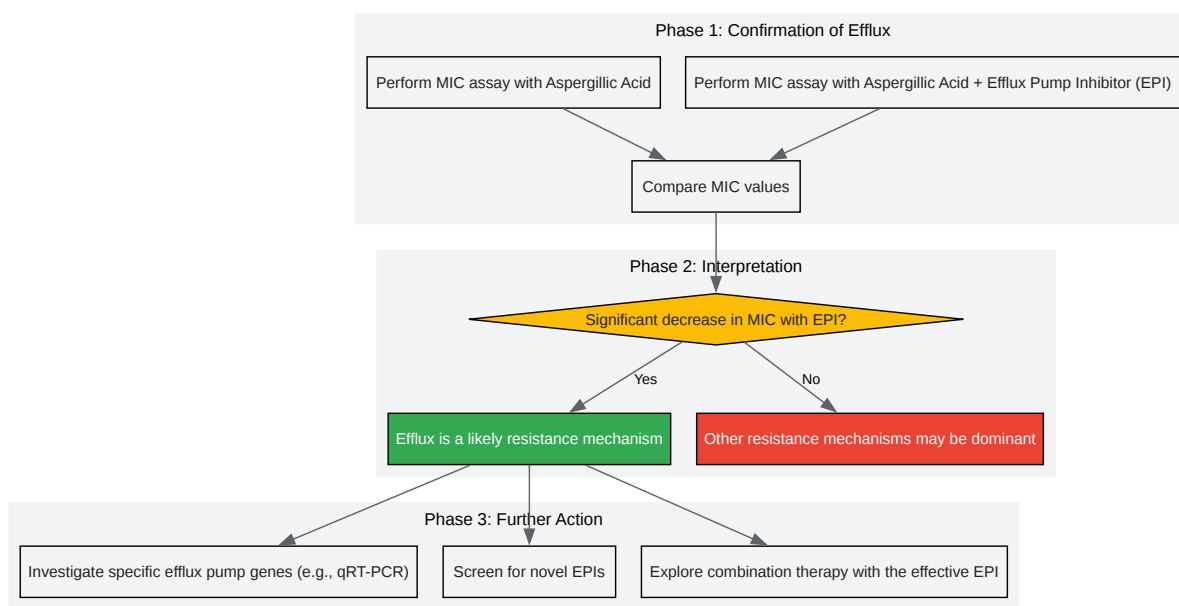 Phase 1: Confirmation of Efflux
Perform MIC assay with Aspergillic Acid
Perform MIC assay with Aspergillic Acid + Efflux Pump Inhibitor (EPI)
Compare MIC values
Phase 2: Interpretation
Significant decrease in MIC with EPI?
Yes
No
Efflux is a likely resistance mechanism
Other resistance mechanisms may be dominant
Phase 3: Further Action
Investigate specific efflux pump genes (e.g., qRT-PCR)
Screen for novel EPIs
Explore combination therapy with the effective EPI